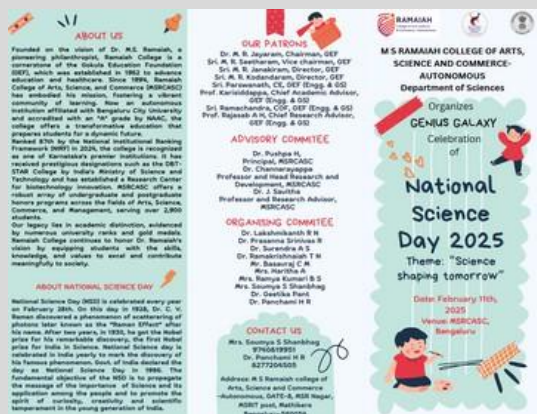 ABOUT US
Founded on the vision of Dr. M.S. Ramaiah, a
pioneering philanthropist, Ramaiah College is a
cornerstone of the Gokula Education Foundation
(GEF), which was established in 1962 to advance
education and healthcare. Since 1994, Ramaiah
College of Arts, Science, and Commerce (MSRCASC)
has embodied his mission, fostering a vibrant
community of learning. Now an autonomous
institution affiliated with Bengaluru City University
and accredited with an "A" grade by NAAC, the
college offers a transformative education that
prepares students for a dynamic future.
Ranked 87th by the National Institutional Ranking
Framework (NIRF) in 2024, the college is recognized
as one of Karnataka's premier institutions. It has
received prestigious designations such as the DBT-
STAR College by India's Ministry of Science and
Technology and has established a Research Center
for biotechnology innovation. MSRCASC offers a
robust array of undergraduate and postgraduate
honors programs across the fields of Arts, Science,
Commerce, and Management, serving over 2,900
students.
Our legacy lies in academic distinction, evidenced
by numerous university ranks and gold medals.
Ramaiah College continues to honor Dr. Ramaiah's
vision by equipping students with the skills,
knowledge, and values to excel and contribute
meaningfully to society.
ABOUT NATIONAL SCIENCE DAY
National Science Day (NSD) is celebrated every year
on February 28th. On this day in 1928, Dr. C. V.
Raman discovered a phenomenon of scattering of
photons later known as the "Raman Effect" after
his name. After two years, in 1930, he got the Nobel
prize for his remarkable discovery, the first Nobel
prize for India in Science. National Science day is
celebrated in India yearly to mark the discovery of
his famous phenomenon. Govt. of India declared the
day as National Science Day in 1986. The
fundamental objective of the NSD is to propagate
the message of the importance of Science and its
application among the people and to promote the
spirit of curiosity, creativity and scientific
temperament in the young generation of India.
OUR PATRONS
Dr. M. R. Jayaram, Chairman, GEF
Sri. M. R. Seetharam, Vice chairman, GEF
Sri. M. R. Janakiram, Director, GEF
Sri. M. R. Kodandaram, Director, GEF
Sri. CE, GEF (Engg. & GS)
Prof. Karisiddappa, Chief Academic Advisor,
GEF (Engg. & GS)
Sri. Ramachandra, COF, GEF (Engg. & GS)
Prof. Rajasab A H, Chief Research Advisor,
GEF (Engg. & GS)
ADVISORY COMMITEE
Dr. Pushpa H,
Principal, MSRCASC
Dr. Channarayappa
Professor and Head Research and
Development, MSRCASC
Dr. J. Savitha
Professor and Research Advisor,
MSRCASC
ORGANISING COMMITEE
Dr. Lakshmikanth R N
Dr. Prasanna Srinivas R
Dr. Surendra A S
Dr. Ramakrishnaiah T N
Mr. Basavraj C M
Mrs. Haritha A
Mrs. Ramya Kumari B S
Mrs. Soumya S Shanbhag
Dr. Geetika Pant
Dr. Panchami H R
CONTACT US
Mrs. Soumya S Shanbhag
9740819951
Dr. Panchami H R
8277204505
Address: M S Ramaiah college of
Arts, Science and Commerce
-Autonomous, GATE-8, MSR Nagar,
MSRIT post, Mathikere
RAMAIAH
M S RAMAIAH COLLEGE OF ARTS,
SCIENCE AND COMMERCE-
AUTONOMOUS
Department of Sciences
Organizes
GENIUS GALAXY
Celebration
of
National
Science
Day 2025
Theme: "Science
shaping tomorrow"
Date: February 11th,
2025
Venue: MSRCASC,
Bengaluru